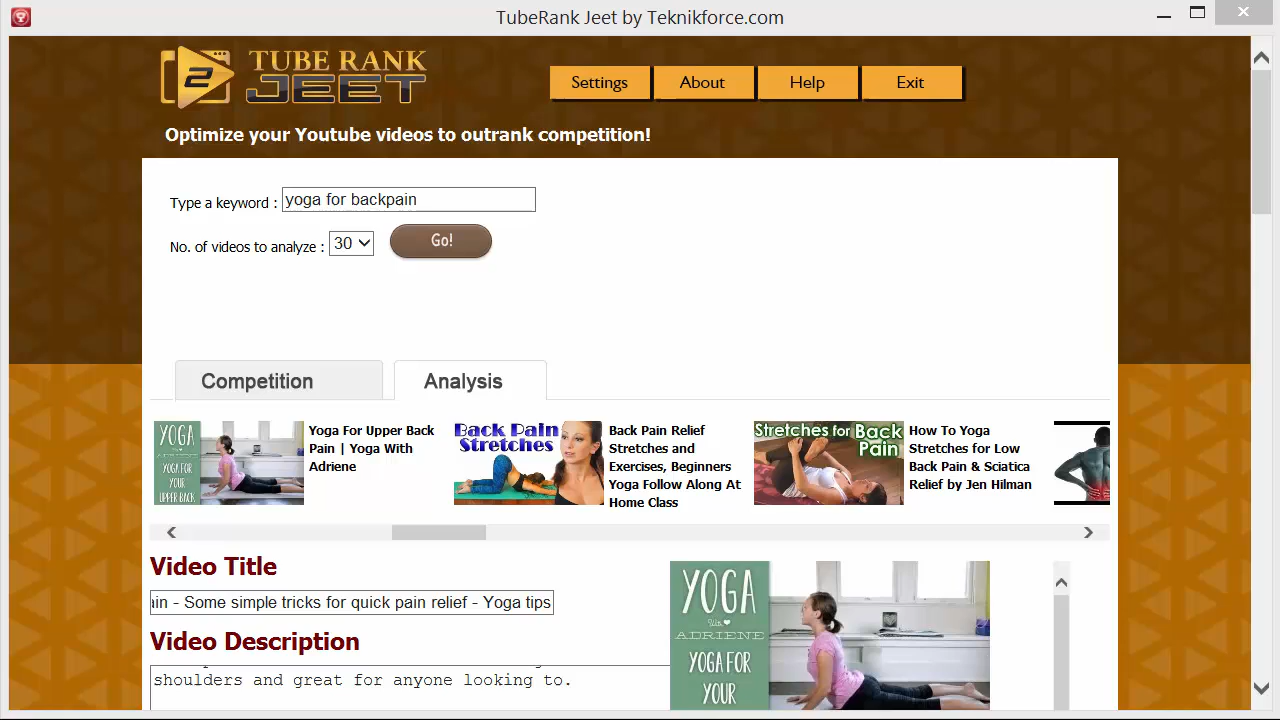 TubeRank Jeet by Teknikforce.com
2
TUBE RANK
JEET
Settings
About
Help
Exit
Optimize your Youtube videos to outrank competition!
Type a keyword : yoga for backpain
No. of videos to analyze : 30
Go!
Competition
Analysis
YOGA
ADRIENE
YOGA FOR
YOUR
UPPER BACK
Yoga For Upper Back
Pain | Yoga With
Adriene
Back Pain
Stretches
Back Pain Relief
Stretches and
Exercises, Beginners
Yoga Follow Along At
Home Class
Stretches for Back
Pain
How To Yoga
Stretches for Low
Back Pain & Sciatica
Relief by Jen Hilman
Video Title
in - Some simple tricks for quick pain relief - Yoga tips
Video Description
shoulders and great for anyone looking to.
YOGA
With
ADRIENE
YOGA FOR
YOUR